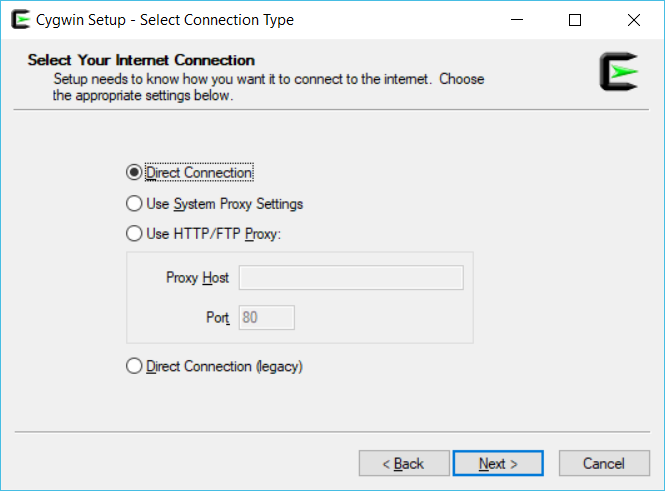 Cygwin Setup - Select Connection Type
Select Your Internet Connection
Setup needs to know how you want it to connect to the internet. Choose
the appropriate settings below.
Direct Connection
Use System Proxy Settings
Use HTTP/FTP Proxy:
Proxy Host
Port 80
Direct Connection (legacy)
< Back Next > Cancel